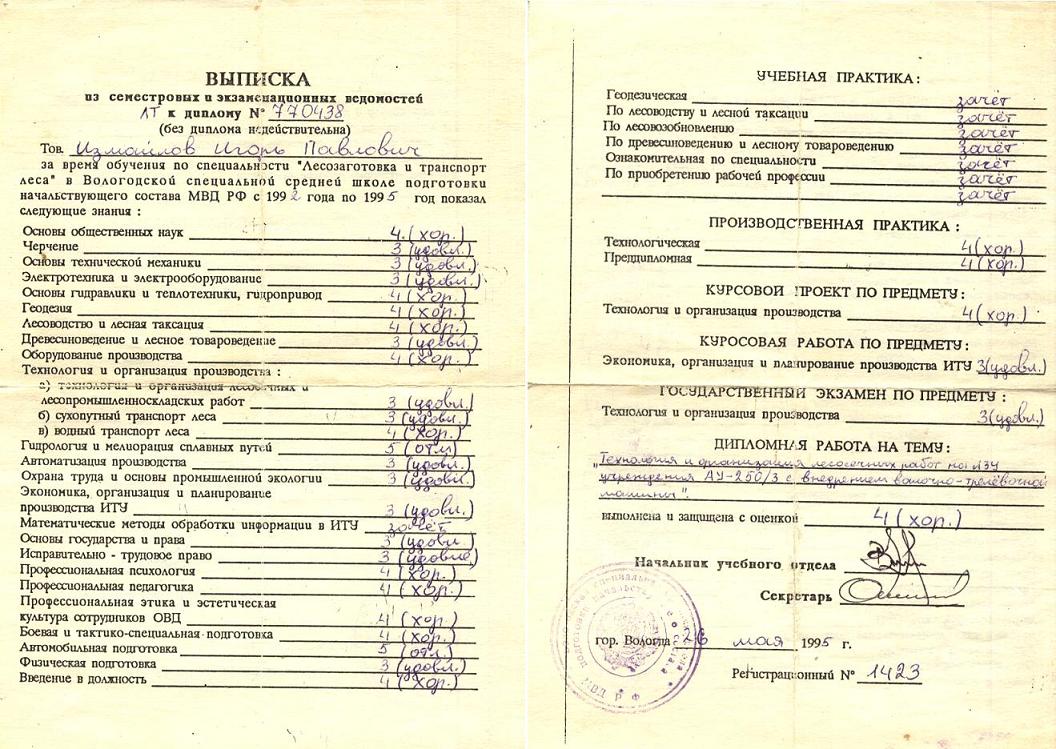 ВЫПИСКА
из семестровых и экзаменационных ведомостей
ЛТ к диплому № 770438
(без диплома недействительна)
Тов. Измайлов Игорь Павлович
за время обучения по специальности "Лесозаготовка и транспорт
леса" в Вологодской специальной средней школе подготовки
начальствующего состава МВД РФ с 1992 года по 1995 год показал
следующие знания :
Основы общественных наук 4.(хор.)
Черчение 3 (удовл.)
Основы технической механики 3 (удовл.)
Электротехника и электрооборудование 3 (удовл.)
Основы гидравлики и теплотехники, гидропривод 4 (хор.)
Геодезия 4 (хор.)
Лесоводство и лесная таксация 4 (хор.)
Древесиноведение и лесное товароведение 3 (удовл.)
Оборудование производства 4 (хор.)
Технология и организация производства :
а) технология и организация лесосечных и
лесопромышленноскладских работ 3 (удовл.)
б) сухопутный транспорт леса 3 (удовл.)
в) водный транспорт леса 4 (хор.)
Гидрология и мелиорация сплавных путей 5 (отл)
Автоматизация производства 3 (удовл.)
Охрана труда и основы промышленной экологии 3 (удовл.)
Экономика, организация и планирование
производства ИТУ 3 (удовл.)
Математические методы обработки информации в ИТУ зачёт
Основы государства и права 3 (удовл.
Исправительно - трудовое право 3 (удовле)
Профессиональная психология 4 (хор.)
Профессиональная педагогика 4 (хор.)
Профессиональная этика и эстетическая
культура сотрудников ОВД 4 (хор.)
Боевая и тактико-специальная подготовка 4 (хор.)
Автомобильная подготовка 5 (отл.)
Физическая подготовка 3 (удовл.)
Введение в должность 4 (хор.)
УЧЕБНАЯ ПРАКТИКА :
Геодезическая зачёт
По лесоводству и лесной таксации зачёт
По лесовозобновлению зачёт
По древесиноведению и лесному товароведению зачёт
Ознакомительная по специальности зачёт
По приобретению рабочей профессии зачёт
зачёт
ПРОИЗВОДСТВЕННАЯ ПРАКТИКА :
Технологическая 4(хор.)
Преддипломная 4(хор.)
КУРСОВОЙ ПРОЕКТ ПО ПРЕДМЕТУ :
Технология и организация производства 4(хор.)
КУРОСОВАЯ РАБОТА ПО ПРЕДМЕТУ:
Экономика, организация и планирование производства ИТУ 3(удовл.)
ГОСУДАРСТВЕННЫЙ ЭКЗАМЕН ПО ПРЕДМЕТУ :
Технология и организация производства 3(удовл.)
ДИПЛОМНАЯ РАБОТА НА ТЕМУ:
"Технология и организация лесосечных работ на ЛЗУ
учреждения АУ-250/3 с внедрением валочно-трелёвочной
машины".
выполнена и защищена с оценкой 4 (хор.)
Начальник учебного отдела
Секретарь
гор. Вологда 26 мая 1995 г.
Регистрационный № 1423
МВД РФ